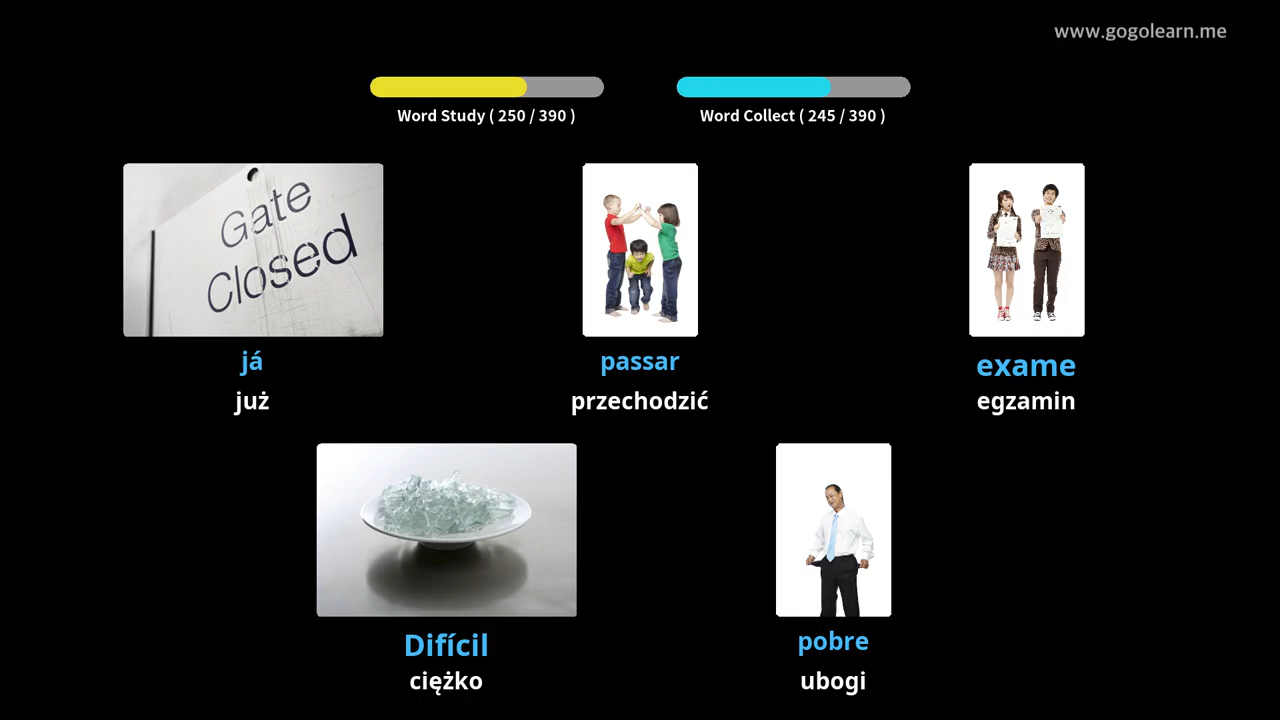 www.gogolearn.me
Word Study ( 250 / 390 )
Word Collect ( 245 / 390 )
Gate
Closed
já
passar
exame
już
przechodzić
egzamin
Difícil
pobre
ciężko
ubogi